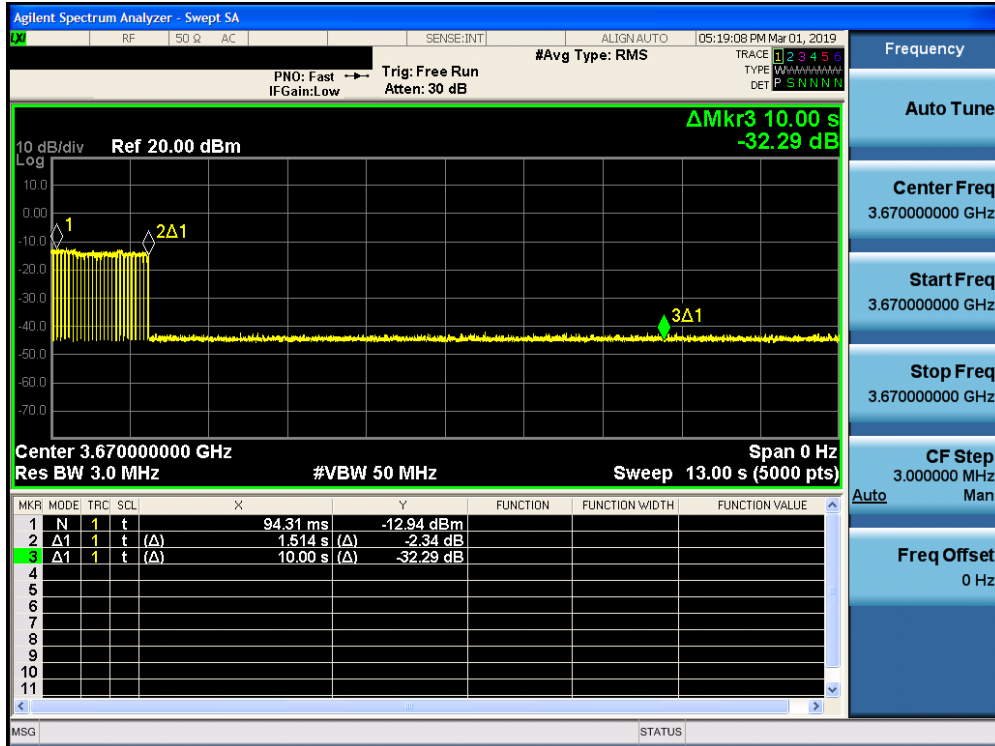 Agilent Spectrum Analyzer - Swept SA
LXI RF 50 Ω AC SENSE:INT ALIGN AUTO 05:19:08 PM Mar 01, 2019
#Avg Type: RMS TRACE 1 2 3 4 5 6
PNO: Fast Trig: Free Run TYPE WWWWWW
IFGain:Low Atten: 30 dB DET P S N N N N
ΔMkr3 10.00 s
-32.29 dB
10 dB/div Ref 20.00 dBm
Log
10.0
0.00
1
2Δ1
-10.0
-20.0
-30.0
3Δ1
-40.0
-50.0
-60.0
-70.0
Center 3.670000000 GHz Span 0 Hz
Res BW 3.0 MHz #VBW 50 MHz Sweep 13.00 s (5000 pts)
MKR MODE TRC SCL X Y FUNCTION FUNCTION WIDTH FUNCTION VALUE
1 N 1 t 94.31 ms -12.94 dBm
2 Δ1 1 t (Δ) 1.514 s (Δ) -2.34 dB
3 Δ1 1 t (Δ) 10.00 s (Δ) -32.29 dB
4
5
6
7
8
9
10
11
MSG STATUS
Frequency
Auto Tune
Center Freq
3.670000000 GHz
Start Freq
3.670000000 GHz
Stop Freq
3.670000000 GHz
CF Step
3.000000 MHz
Auto Man
Freq Offset
0 Hz